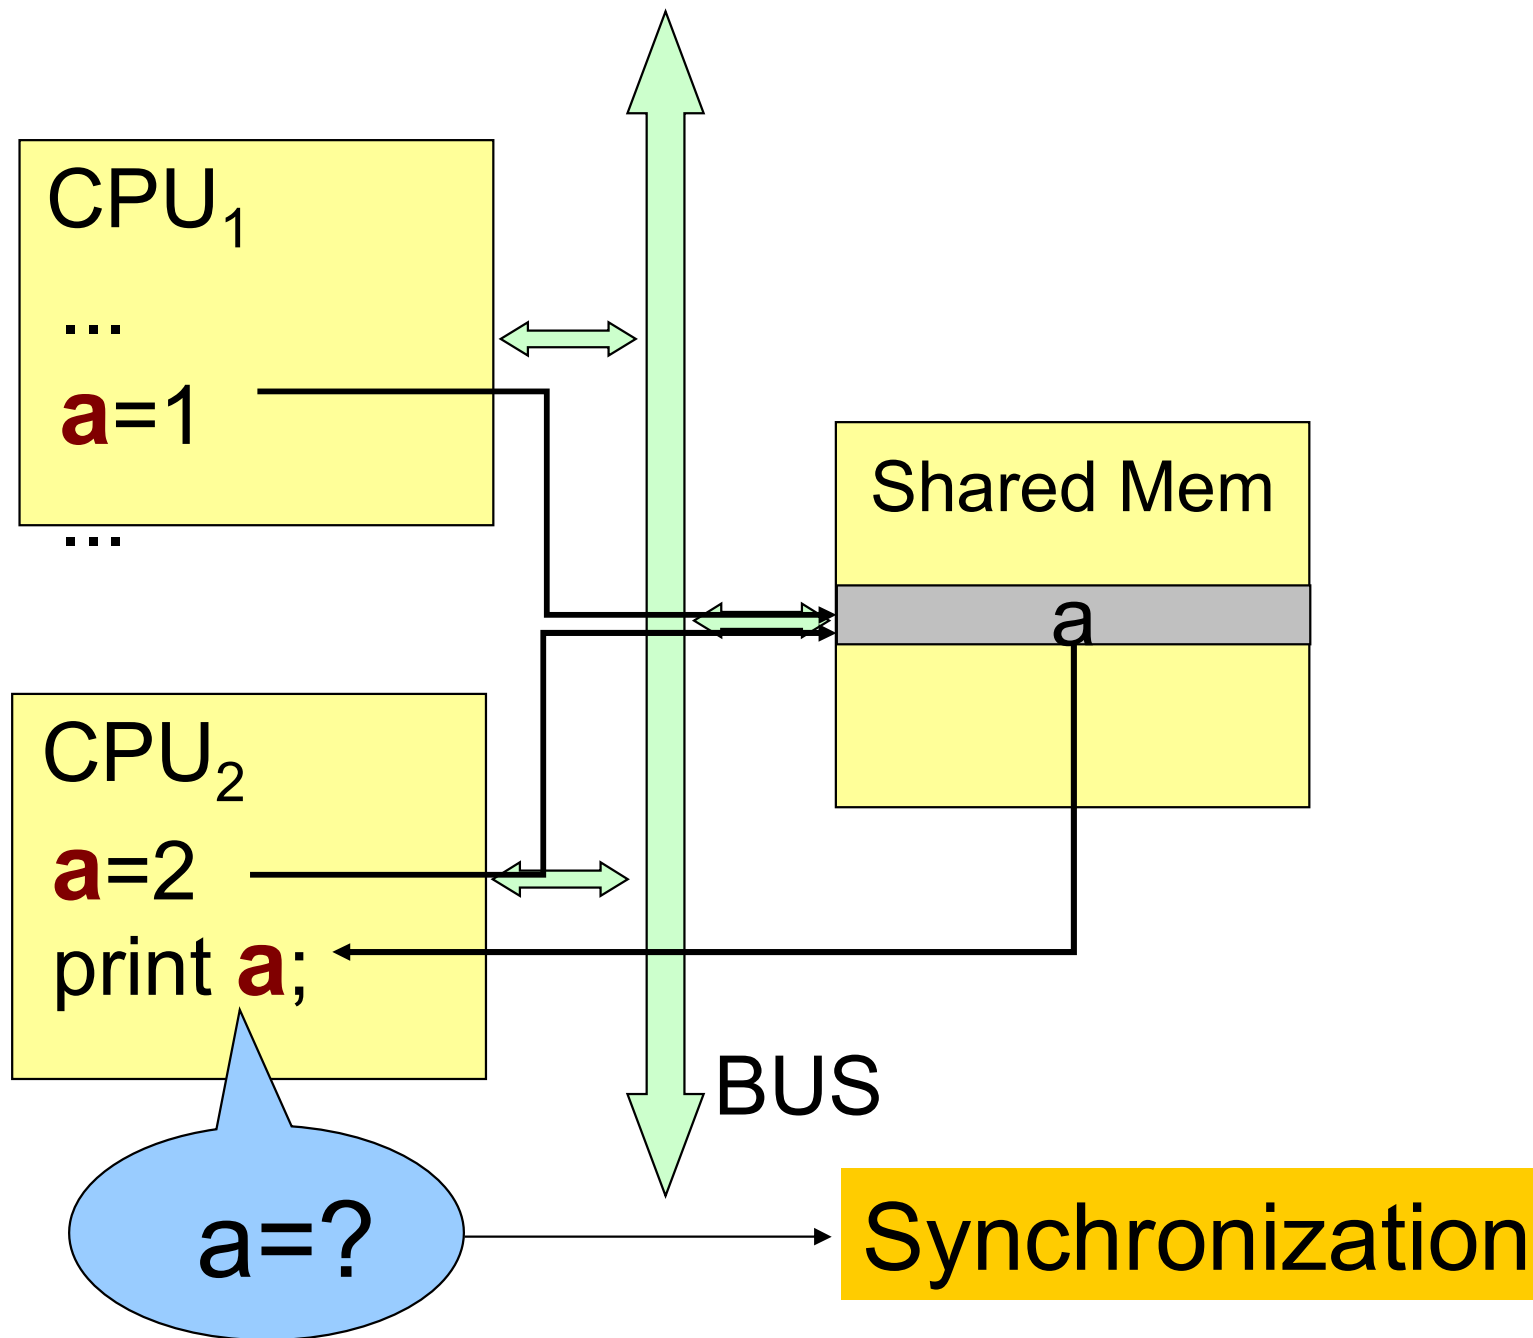 CPU₁
...
a=1
...
Shared Mem
a
CPU₂
a=2
print a;
BUS
a=?
Synchronization